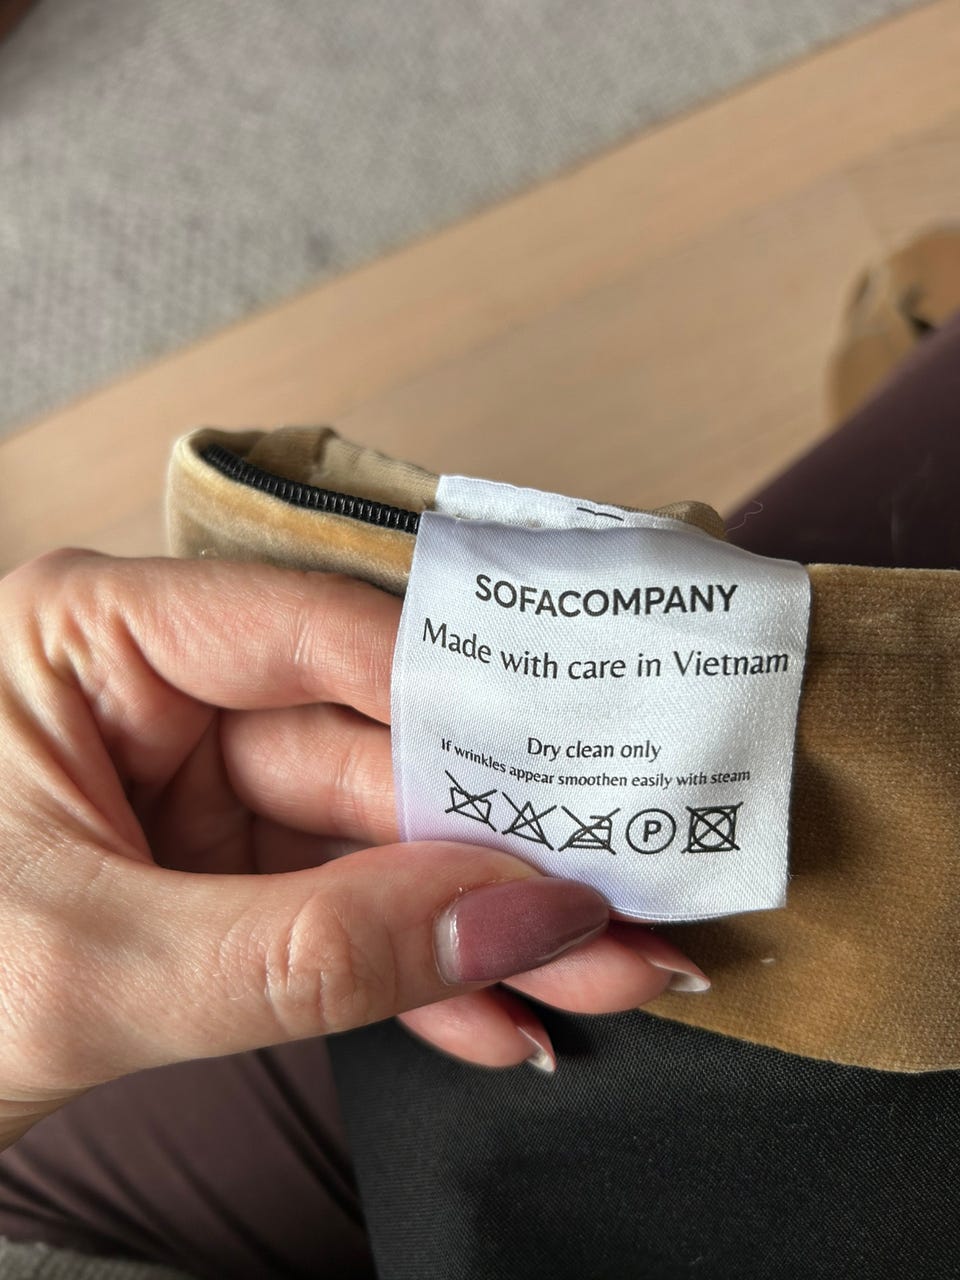 SOFACOMPANY
Made with care in Vietnam
Dry clean only
If wrinkles appear smoothen easily with steam
P